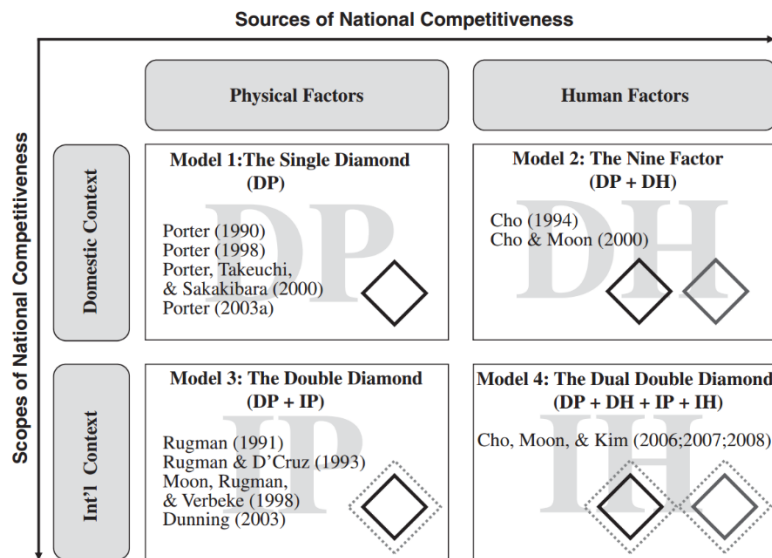 Sources of National Competitiveness
Scopes of National Competitiveness
Physical Factors
Human Factors
Domestic Context
Model 1:The Single Diamond
(DP)
DP
Porter (1990)
Porter (1998)
Porter, Takeuchi,
& Sakakibara (2000)
Porter (2003a)
Model 2: The Nine Factor
(DP + DH)
DH
Cho (1994)
Cho & Moon (2000)
Int'l Context
Model 3: The Double Diamond
(DP + IP)
IP
Rugman (1991)
Rugman & D'Cruz (1993)
Moon, Rugman,
& Verbeke (1998)
Dunning (2003)
Model 4: The Dual Double Diamond
(DP + DH + IP + IH)
IH
Cho, Moon, & Kim (2006;2007;2008)